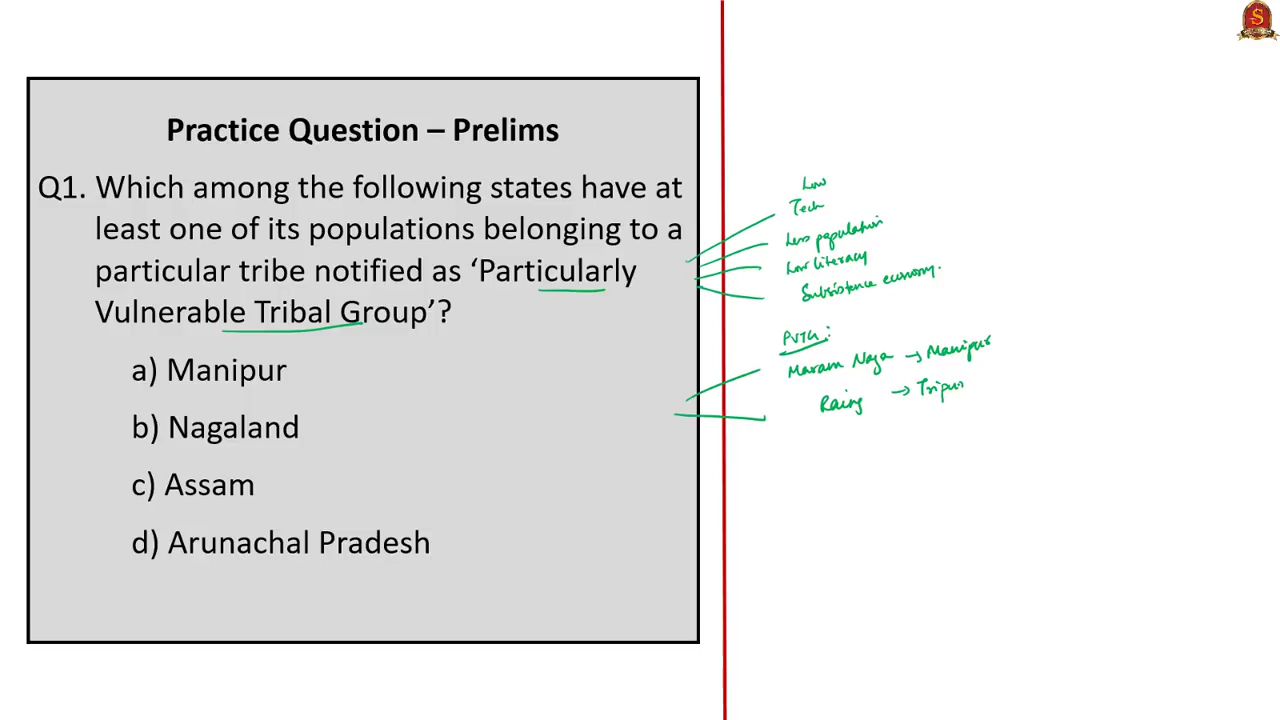 Practice Question – Prelims
Q1. Which among the following states have at
least one of its populations belonging to a
particular tribe notified as ‘Particularly
Vulnerable Tribal Group’?
a) Manipur
b) Nagaland
c) Assam
d) Arunachal Pradesh
Low
Tech
Less population
Low literacy
Subsistence economy.
PVTG :
Maram Naga → Manipur
→ Tripur
S